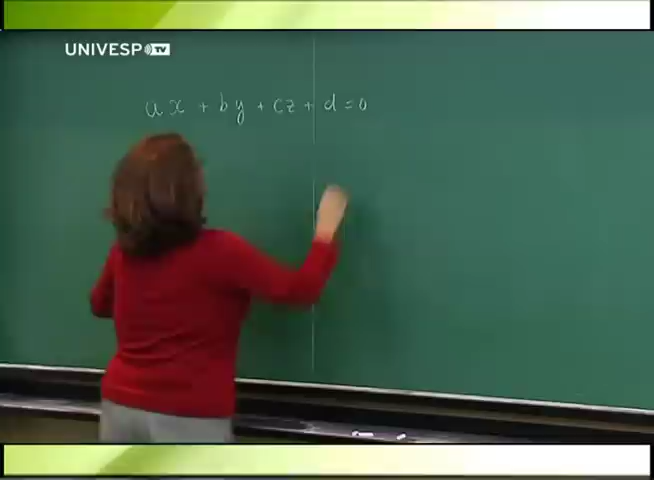 UNIVESP TV
ax + by + cz + d = 0